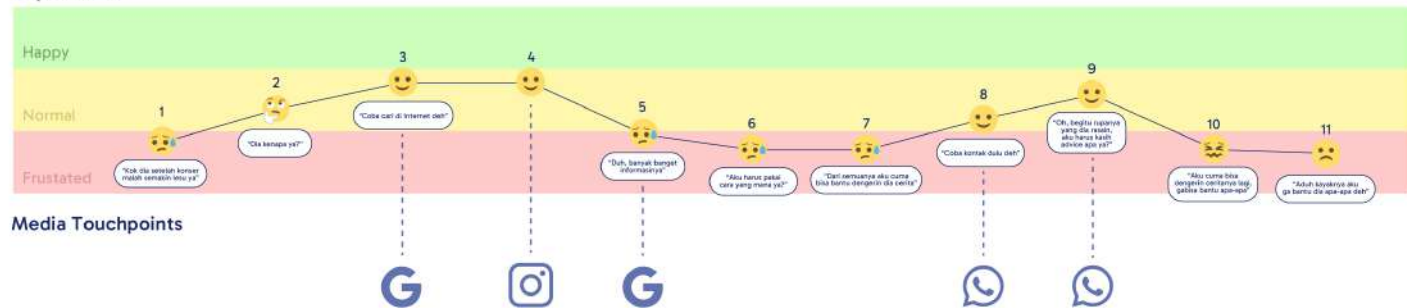 Happy
Normal
Frustated
1
"Kok dia setelah konser
malah semakin lesu ya"
2
"Dia kenapa ya?"
3
"Coba cari di internet deh"
4
5
"Duh, banyak banget
informasinya"
6
"Aku harus pakai
cara yang mana ya?"
7
"Dari semuanya aku cuma
bisa bantu dengerin dia cerita"
8
"Coba kontak dulu deh"
9
"Oh, begitu rupanya
yang dia rasain,
aku harus kasih
advice apa ya?"
10
"Aku cuma bisa
dengerin ceritanya lagi,
gabisa bantu apa-apa"
11
"Aduh kayaknya aku
ga bantu dia apa-apa deh"
Media Touchpoints